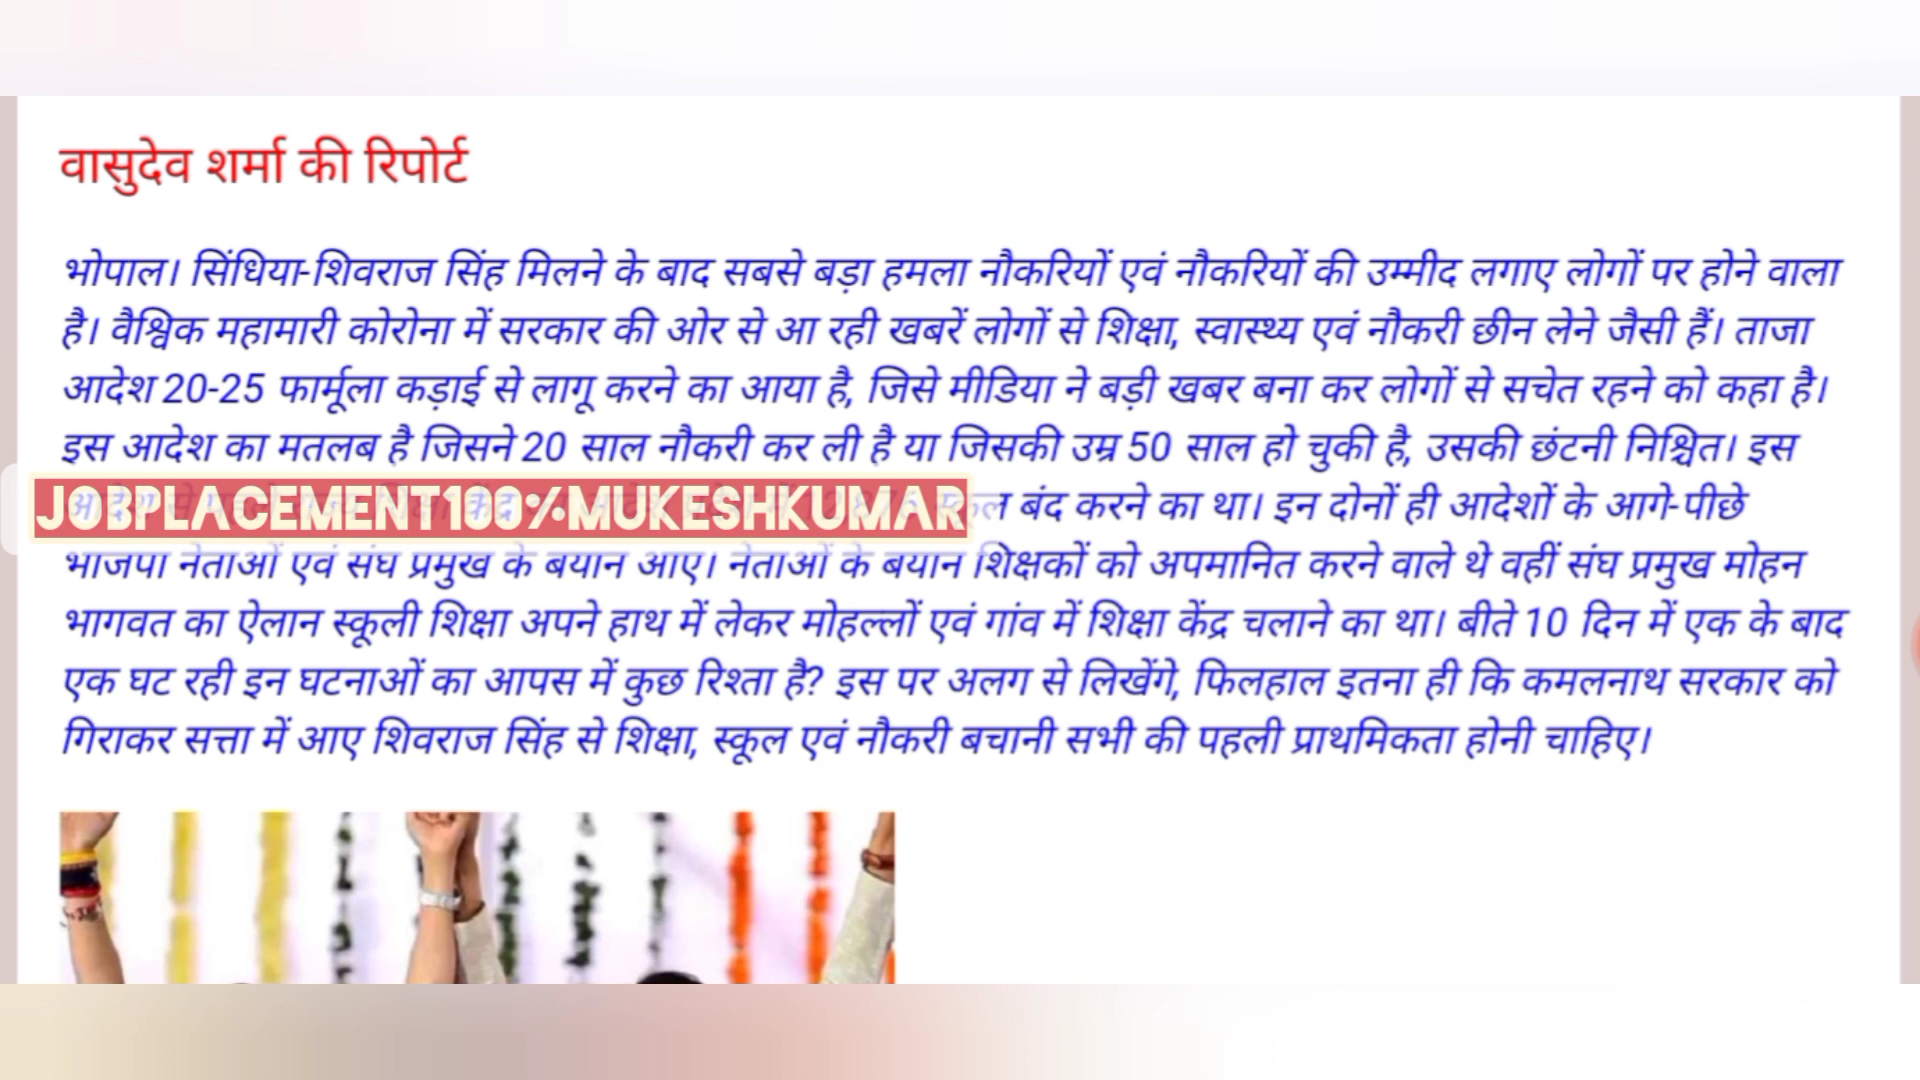 वासुदेव शर्मा की रिपोर्ट
भोपाल। सिंधिया-शिवराज सिंह मिलने के बाद सबसे बड़ा हमला नौकरियों एवं नौकरियों की उम्मीद लगाए लोगों पर होने वाला
है। वैश्विक महामारी कोरोना में सरकार की ओर से आ रही खबरें लोगों से शिक्षा, स्वास्थ्य एवं नौकरी छीन लेने जैसी हैं। ताजा
आदेश 20-25 फार्मूला कड़ाई से लागू करने का आया है, जिसे मीडिया ने बड़ी खबर बना कर लोगों से सचेत रहने को कहा है।
इस आदेश का मतलब है जिसने 20 साल नौकरी कर ली है या जिसकी उम्र 50 साल हो चुकी है, उसकी छंटनी निश्चित। इस
JOBPLACEMENT100%MUKESHKUMAR बंद करने का था। इन दोनों ही आदेशों के आगे-पीछे
भाजपा नेताओं एवं संघ प्रमुख के बयान आए। नेताओं के बयान शिक्षकों को अपमानित करने वाले थे वहीं संघ प्रमुख मोहन
भागवत का ऐलान स्कूली शिक्षा अपने हाथ में लेकर मोहल्लों एवं गांव में शिक्षा केंद्र चलाने का था। बीते 10 दिन में एक के बाद
एक घट रही इन घटनाओं का आपस में कुछ रिश्ता है? इस पर अलग से लिखेंगे, फिलहाल इतना ही कि कमलनाथ सरकार को
गिराकर सत्ता में आए शिवराज सिंह से शिक्षा, स्कूल एवं नौकरी बचानी सभी की पहली प्राथमिकता होनी चाहिए।